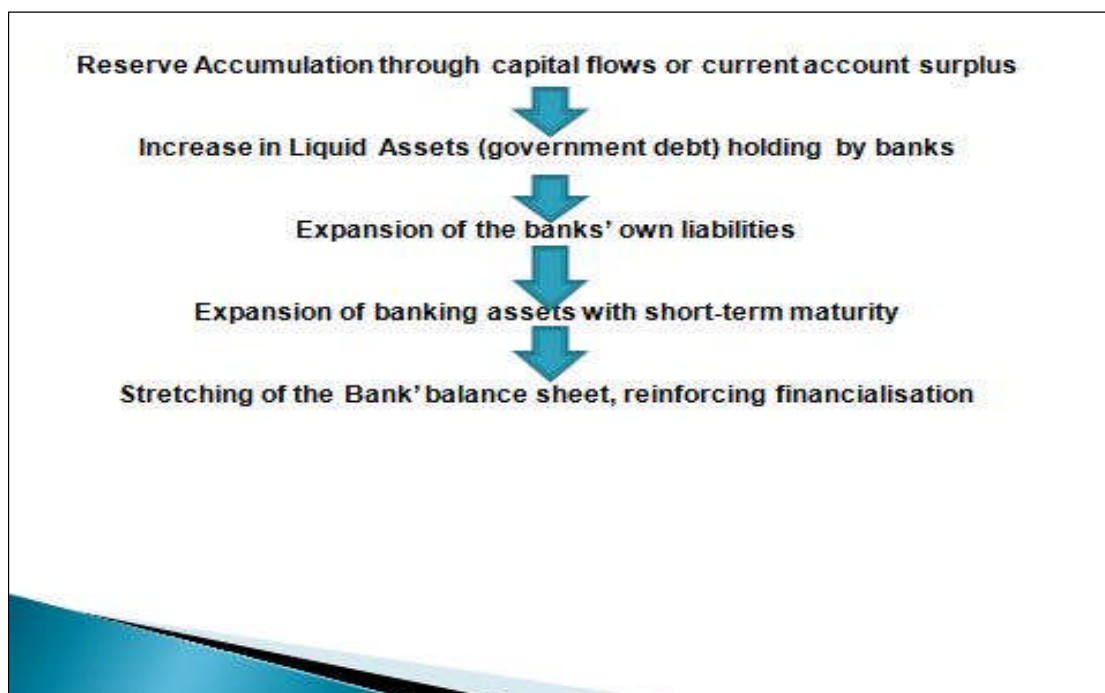 Reserve Accumulation through capital flows or current account surplus
Increase in Liquid Assets (government debt) holding by banks
Expansion of the banks’ own liabilities
Expansion of banking assets with short-term maturity
Stretching of the Bank’ balance sheet, reinforcing financialisation